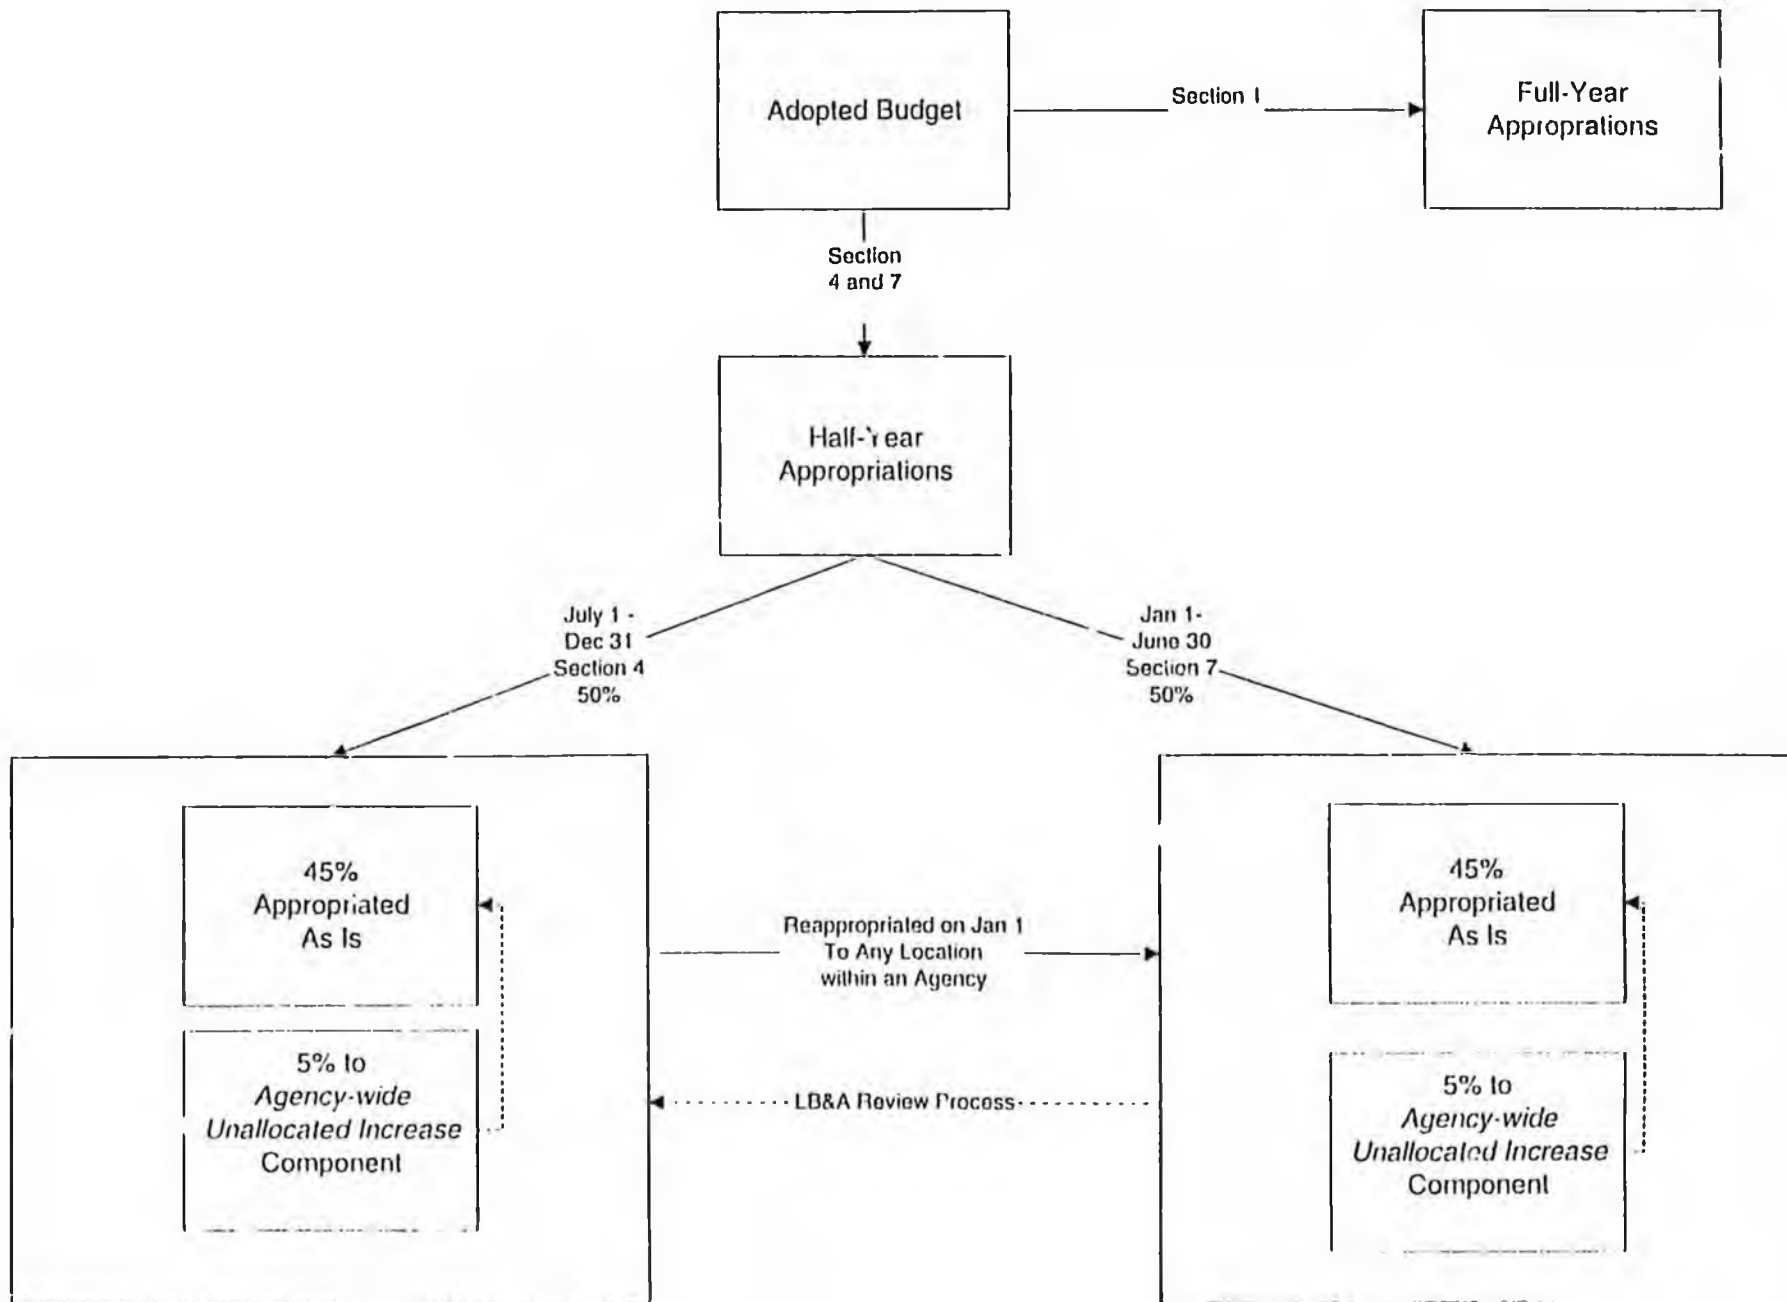 Adopted Budget
Section 1
Full-Year
Approprations
Section
4 and 7
Half-Year
Appropriations
July 1 -
Dec 31
Section 4
50%
Jan 1-
June 30
Section 7
50%
45%
Appropriated
As Is
5% to
Agency-wide
Unallocated Increase
Component
Reappropriated on Jan 1
To Any Location
within an Agency
LB&A Review Process
45%
Appropriated
As Is
5% to
Agency-wide
Unallocated Increase
Component